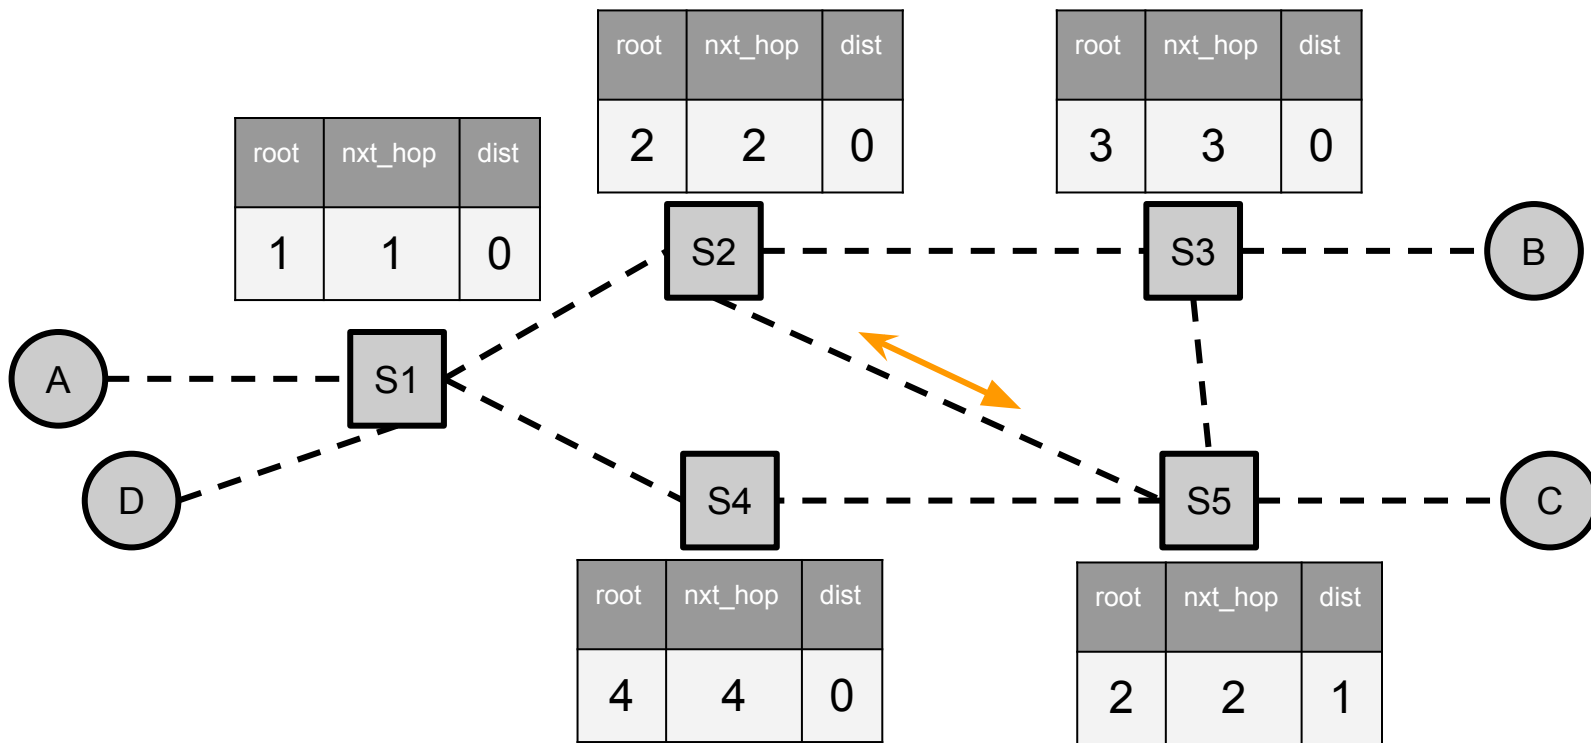 root nxt_hop dist
2 2 0
root nxt_hop dist
3 3 0
root nxt_hop dist
1 1 0
S2
S3
B
A
S1
D
S4
S5
C
root nxt_hop dist
4 4 0
root nxt_hop dist
2 2 1